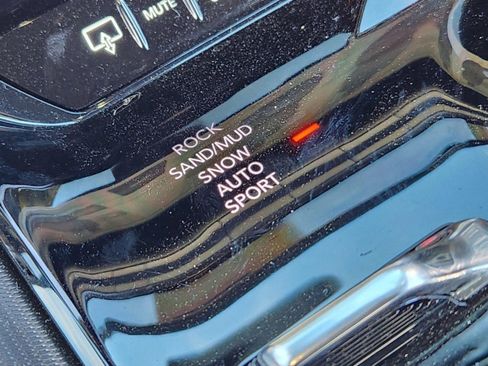 MUTE
ROCK
SAND/MUD
SNOW
AUTO
SPORT